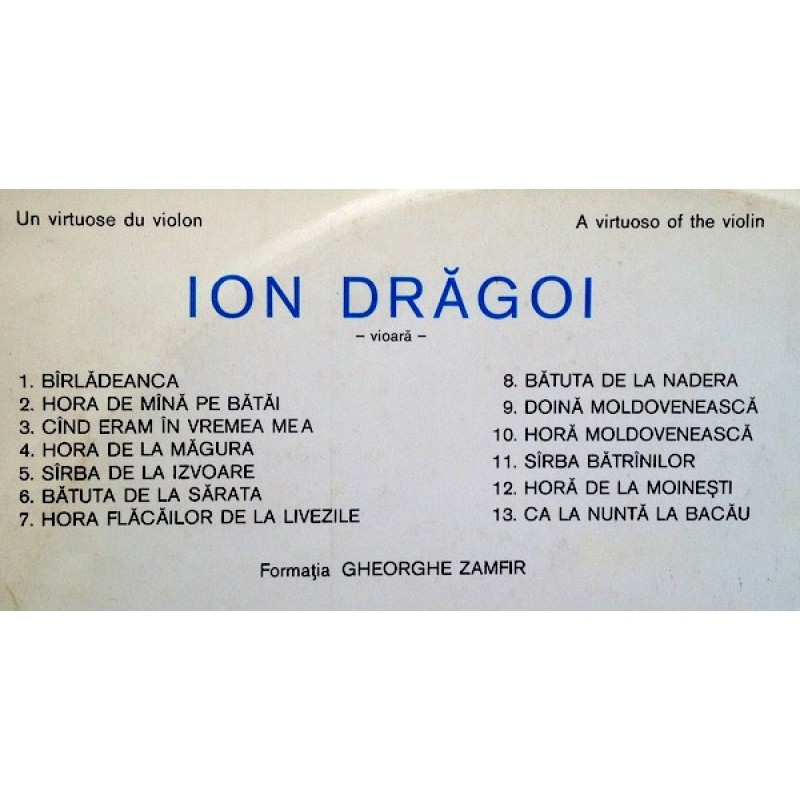 Un virtuose du violon
A virtuoso of the violin
ION DRĂGOI
– vioară –
1. BÎRLĂDEANCA
2. HORA DE MÎNĂ PE BĂTĂI
3. CÎND ERAM ÎN VREMEA MEA
4. HORA DE LA MĂGURA
5. SÎRBA DE LA IZVOARE
6. BĂTUTA DE LA SĂRATA
7. HORA FLĂCĂILOR DE LA LIVEZILE
8. BĂTUTA DE LA NADERA
9. DOINĂ MOLDOVENEASCĂ
10. HORĂ MOLDOVENEASCĂ
11. SÎRBA BĂTRÎNILOR
12. HORĂ DE LA MOINEȘTI
13. CA LA NUNTĂ LA BACĂU
Formația GHEORGHE ZAMFIR